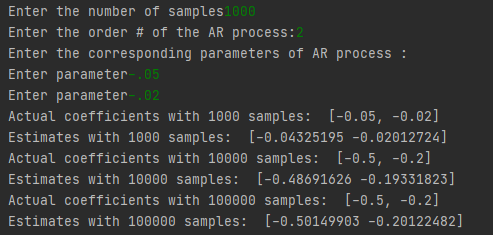 Enter the number of samples1000
Enter the order # of the AR process:2
Enter the corresponding parameters of AR process :
Enter parameter-.05
Enter parameter-.02
Actual coefficients with 1000 samples:  [-0.05, -0.02]
Estimates with 1000 samples:  [-0.04325195 -0.02012724]
Actual coefficients with 10000 samples:  [-0.5, -0.2]
Estimates with 10000 samples:  [-0.48691626 -0.19331823]
Actual coefficients with 100000 samples:  [-0.5, -0.2]
Estimates with 100000 samples:  [-0.50149903 -0.20122482]